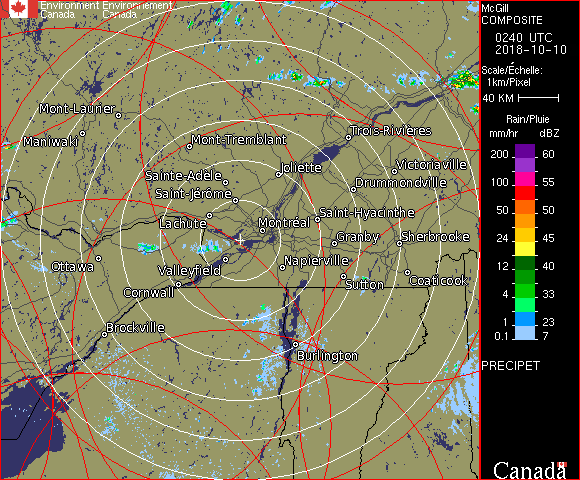 Environment Environnement
Canada Canada
McGill
COMPOSITE
0240 UTC
2018-10-10
Scale/Échelle:
1km/Pixel
40 KM
Rain/Pluie
mm/hr dBZ
200 60
100 55
50 50
24 45
12 40
4 33
1 23
0.1 7
PRECIPET
Canada
Mont-Laurier
Maniwaki
Mont-Tremblant
Trois-Rivières
Joliette
Victoriaville
Sainte-Adèle
Drummondville
Saint-Jérôme
Lachute
Saint-Hyacinthe
Montréal
Granby
Sherbrooke
Ottawa
Valleyfield
Napierville
Cornwall
Sutton
Coaticook
Brockville
Burlington